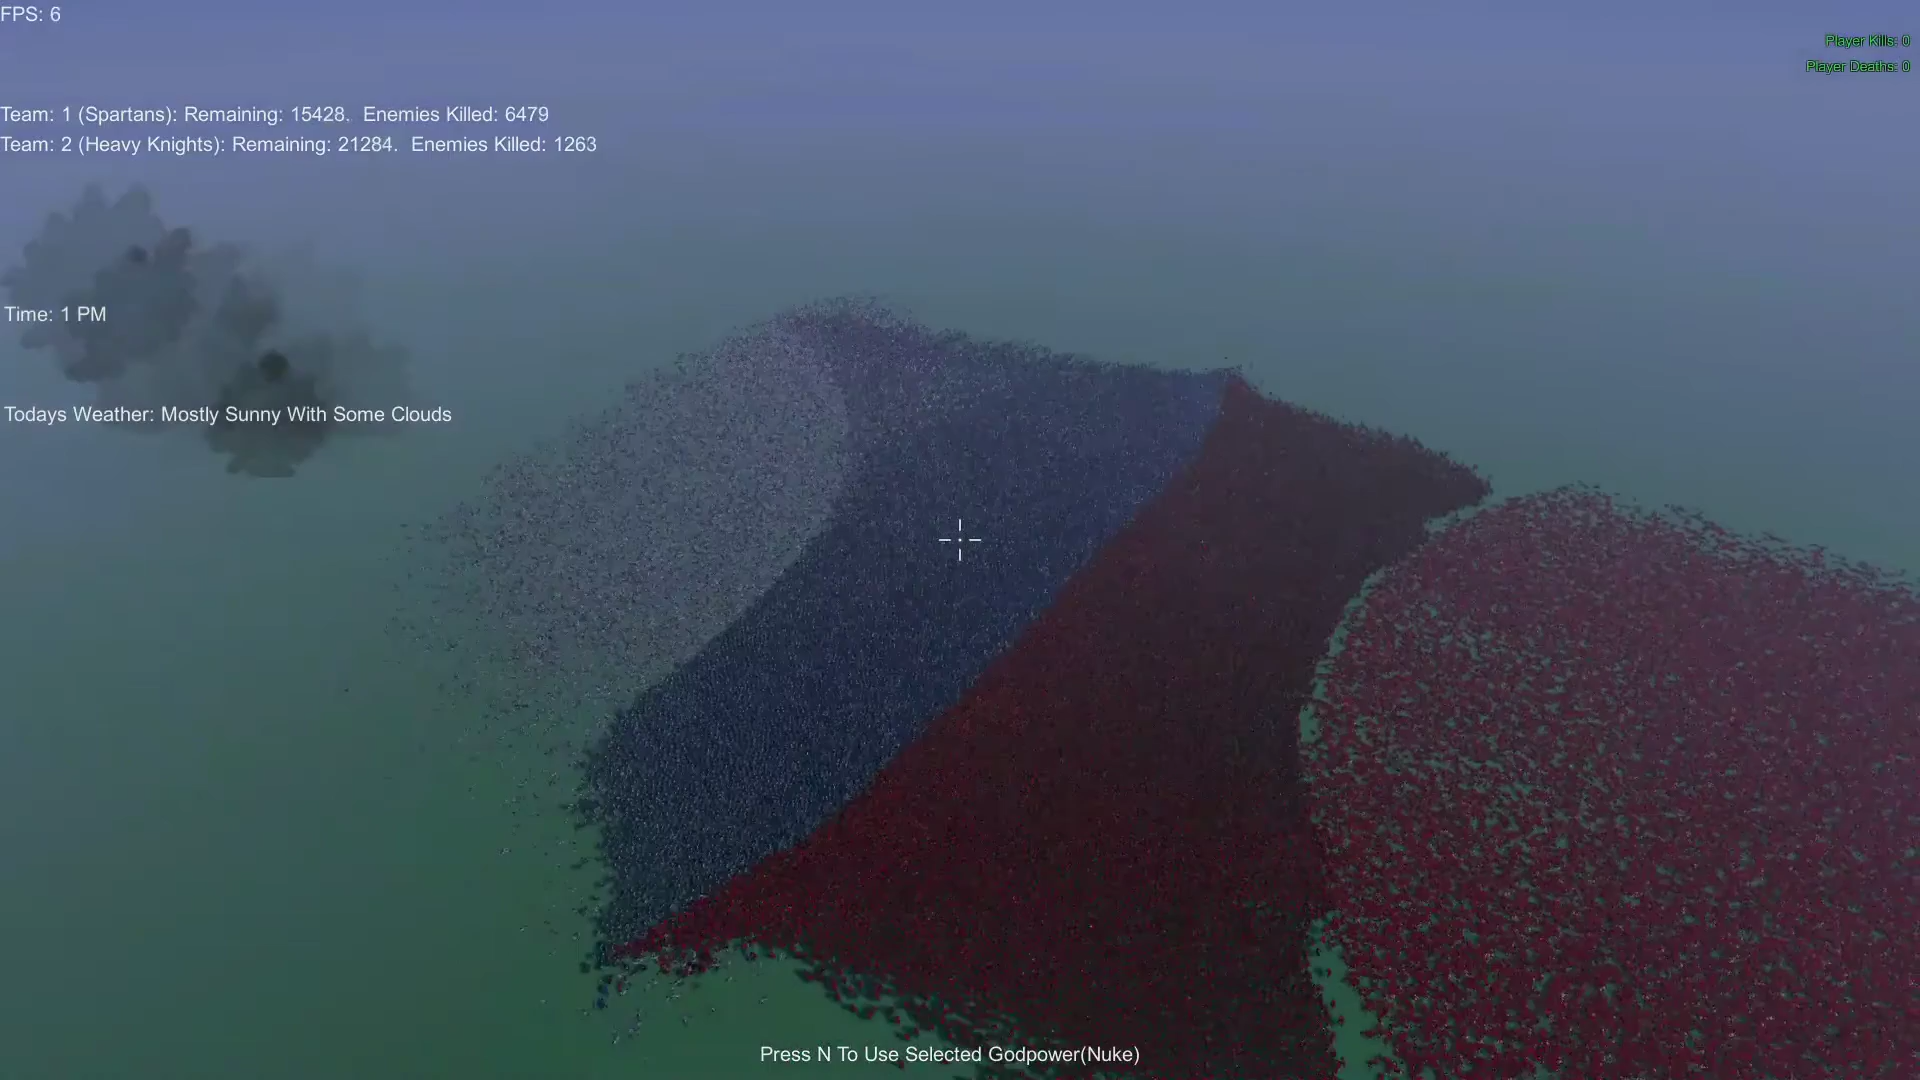 FPS: 6
Player Kills: 0
Player Deaths: 0
Team: 1 (Spartans): Remaining: 15428.  Enemies Killed: 6479
Team: 2 (Heavy Knights): Remaining: 21284.  Enemies Killed: 1263
Time: 1 PM
Todays Weather: Mostly Sunny With Some Clouds
Press N To Use Selected Godpower(Nuke)